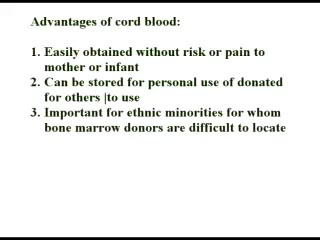 Advantages of cord blood:
1. Easily obtained without risk or pain to
mother or infant
2. Can be stored for personal use of donated
for others |to use
3. Important for ethnic minorities for whom
bone marrow donors are difficult to locate